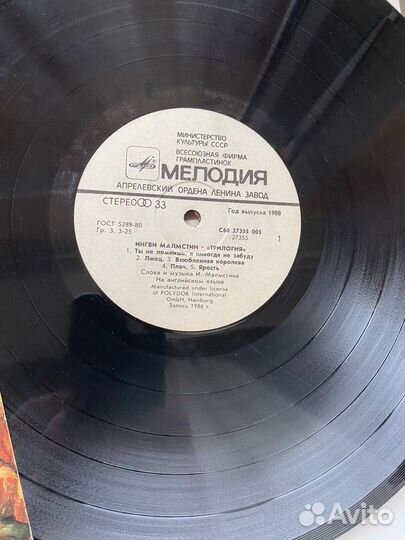 МИНИСТЕРСТВО
КУЛЬТУРЫ СССР
ВСЕСОЮЗНАЯ ФИРМА
ГРАМПЛАСТИНОК
МЕЛОДИЯ
АПРЕЛЕВСКИЙ ОРДЕНА ЛЕНИНА ЗАВОД
СТЕРЕО 33
Год выпуска 1988
ГОСТ 5289-80
Гр. 3. 3-25
С60 27355 005
27355
1
ИНГВИ МАЛМСТИН · «ТРИЛОГИЯ»
1. Ты не помнишь, я никогда не забуду
2. Лжец. 3. Влюбленная королева
4. Плач. 5. Ярость
Слова и музыка И. Малмстина
На английском языке
Manufactured under license
of POLYDOR International
GmbH, Hamburg
Запись 1986 г.
Avito